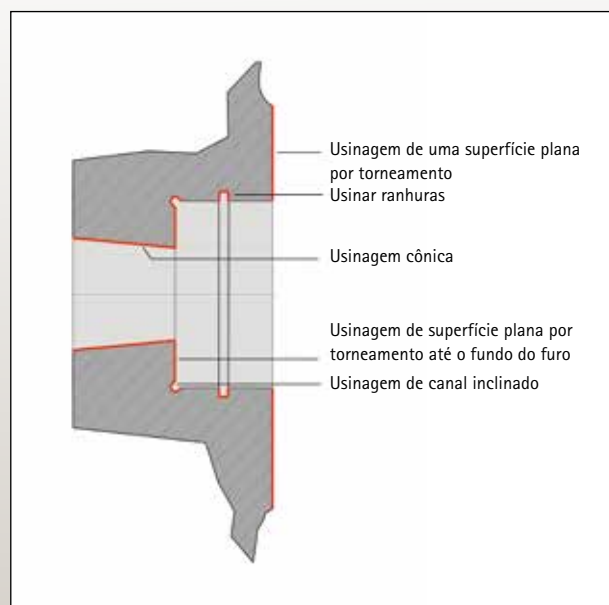 Usinagem de uma superfície plana
por torneamento
Usinar ranhuras
Usinagem cônica
Usinagem de superfície plana por
torneamento até o fundo do furo
Usinagem de canal inclinado